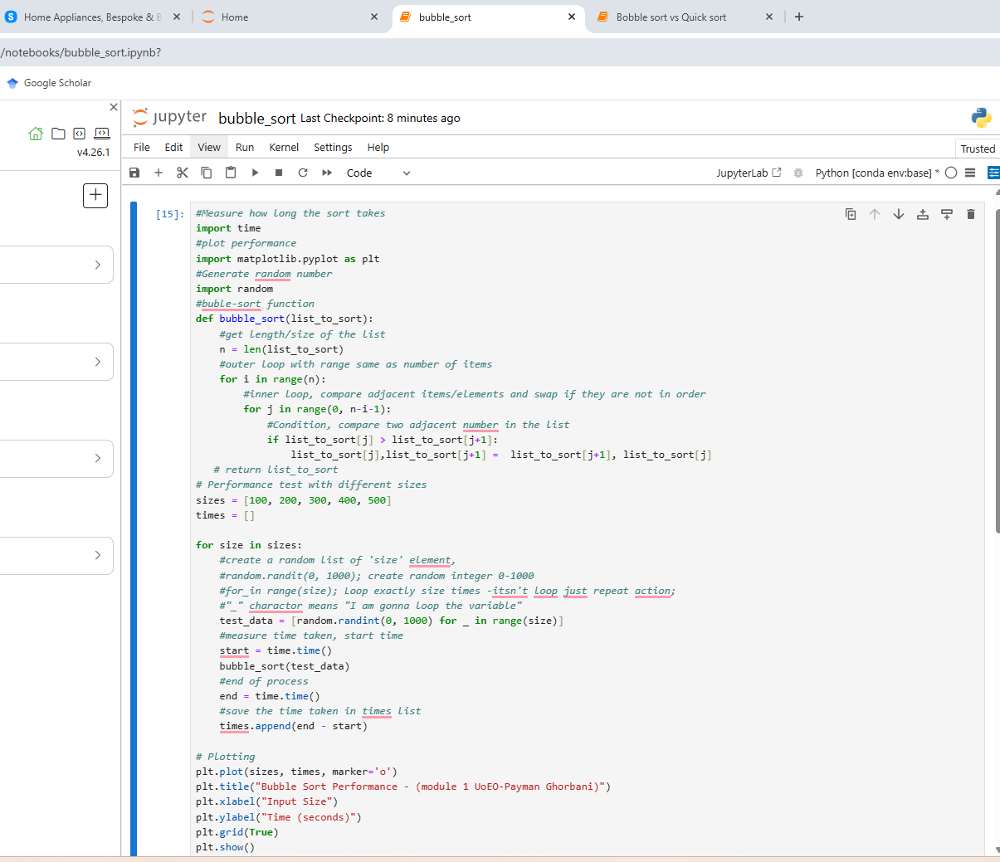 Home Appliances, Bespoke & B
Home
bubble_sort
Bobble sort vs Quick sort
/notebooks/bubble_sort.ipynb?
Google Scholar
v4.26.1
jupyter bubble_sort Last Checkpoint: 8 minutes ago
File Edit View Run Kernel Settings Help
Trusted
Code
JupyterLab
Python [conda env:base] *
[15]:
#Measure how long the sort takes
import time
#plot performance
import matplotlib.pyplot as plt
#Generate random number
import random
#buble-sort function
def bubble_sort(list_to_sort):
    #get length/size of the list
    n = len(list_to_sort)
    #outer loop with range same as number of items
    for i in range(n):
        #inner loop, compare adjacent items/elements and swap if they are not in order
        for j in range(0, n-i-1):
            #Condition, compare two adjacent number in the list
            if list_to_sort[j] > list_to_sort[j+1]:
                list_to_sort[j],list_to_sort[j+1] =  list_to_sort[j+1], list_to_sort[j]
   # return list_to_sort
# Performance test with different sizes
sizes = [100, 200, 300, 400, 500]
times = []
for size in sizes:
    #create a random list of 'size' element,
    #random.randit(0, 1000); create random integer 0-1000
    #for_in range(size); Loop exactly size times -itsn't loop just repeat action;
    #"_" charactor means "I am gonna loop the variable"
    test_data = [random.randint(0, 1000) for _ in range(size)]
    #measure time taken, start time
    start = time.time()
    bubble_sort(test_data)
    #end of process
    end = time.time()
    #save the time taken in times list
    times.append(end - start)
# Plotting
plt.plot(sizes, times, marker='o')
plt.title("Bubble Sort Performance - (module 1 UoEO-Payman Ghorbani)")
plt.xlabel("Input Size")
plt.ylabel("Time (seconds)")
plt.grid(True)
plt.show()